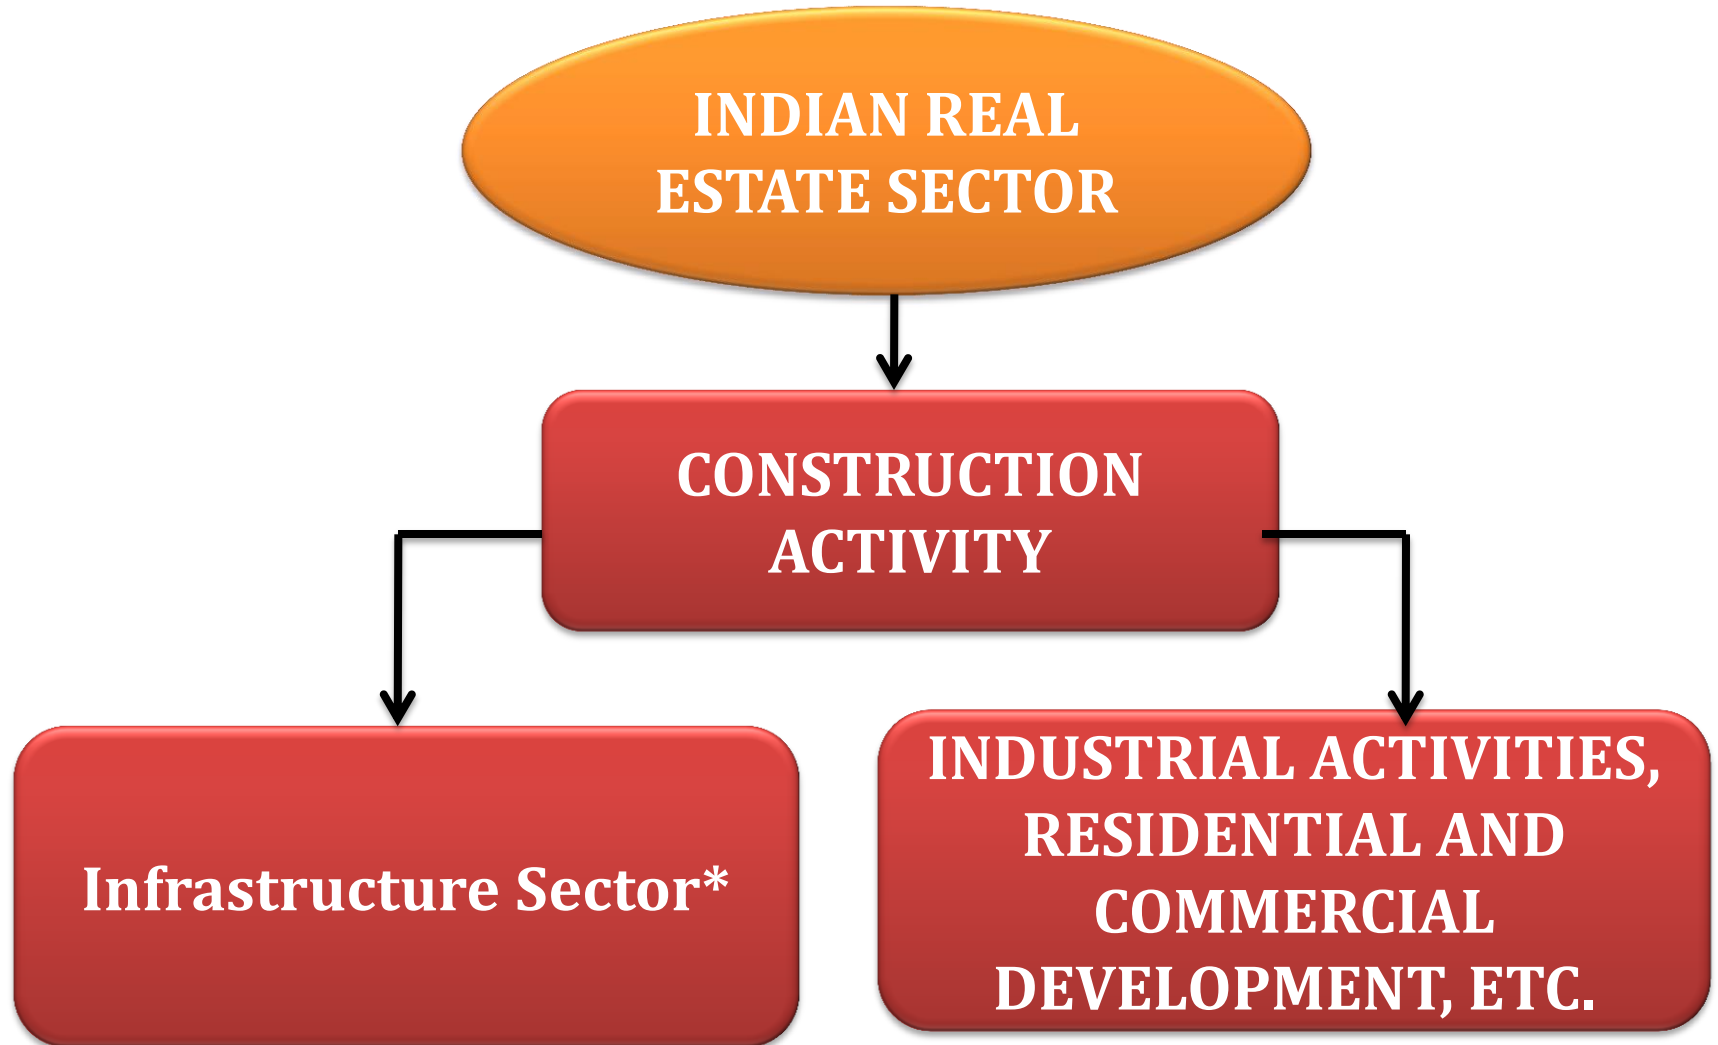 INDIAN REAL
ESTATE SECTOR
CONSTRUCTION
ACTIVITY
Infrastructure Sector*
INDUSTRIAL ACTIVITIES,
RESIDENTIAL AND
COMMERCIAL
DEVELOPMENT, ETC.